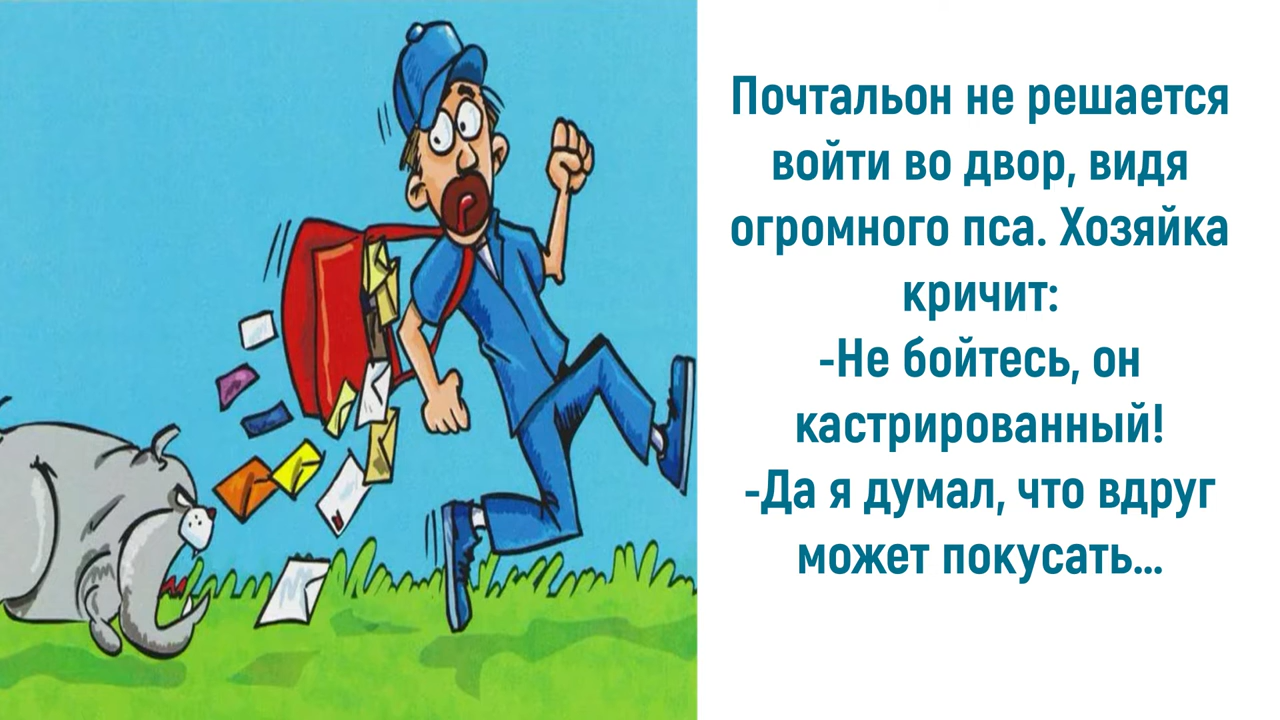 Почтальон не решается
войти во двор, видя
огромного пса. Хозяйка
кричит:
-Не бойтесь, он
кастрированный!
-Да я думал, что вдруг
может покусать...